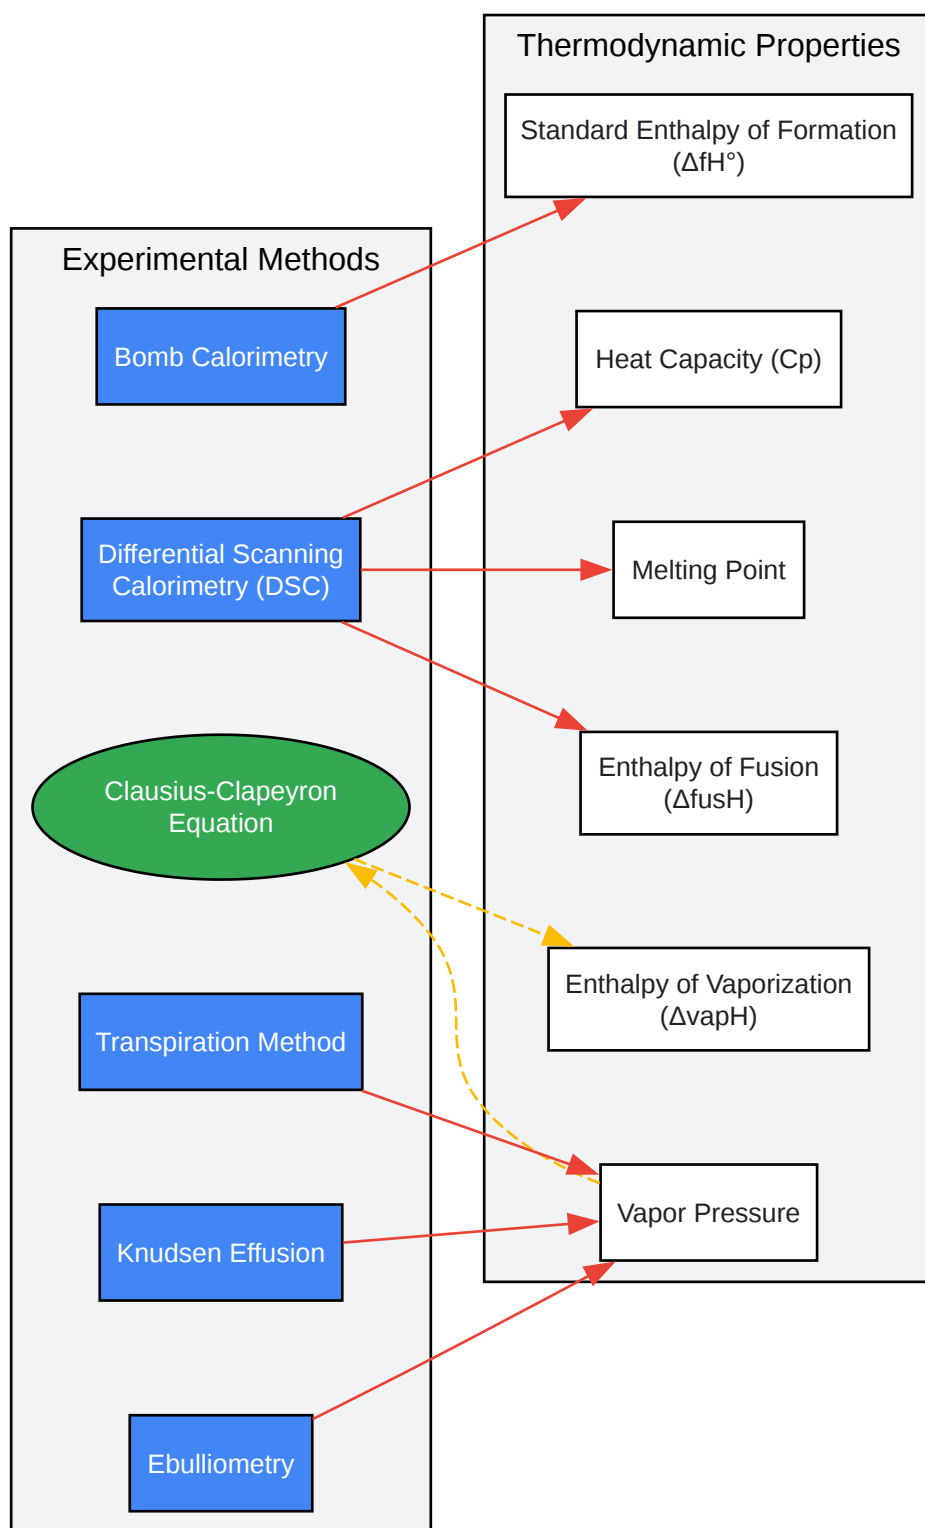 Thermodynamic Properties
Standard Enthalpy of Formation
(ΔfH°)
Heat Capacity (Cp)
Melting Point
Enthalpy of Fusion
(ΔfusH)
Enthalpy of Vaporization
(ΔvapH)
Vapor Pressure
Experimental Methods
Bomb Calorimetry
Differential Scanning
Calorimetry (DSC)
Clausius-Clapeyron
Equation
Transpiration Method
Knudsen Effusion
Ebulliometry